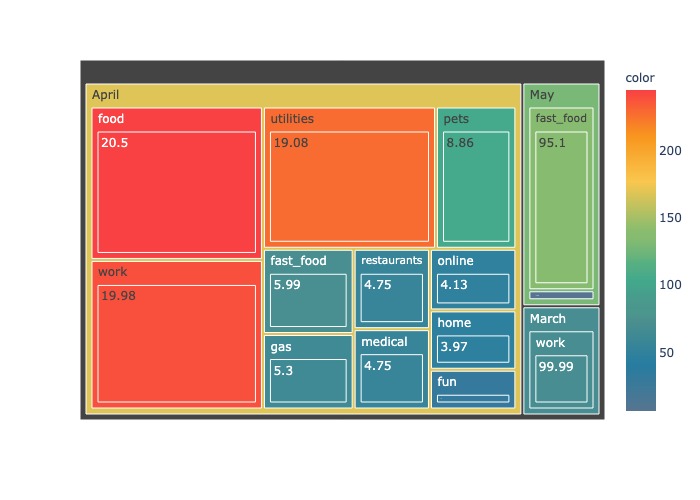 color
April
May
food
utilities
pets
fast_food
20.5
19.08
8.86
95.1
200
150
fast_food
restaurants
online
work
5.99
4.75
4.13
19.98
100
March
home
gas
medical
work
3.97
5.3
4.75
99.99
50
fun